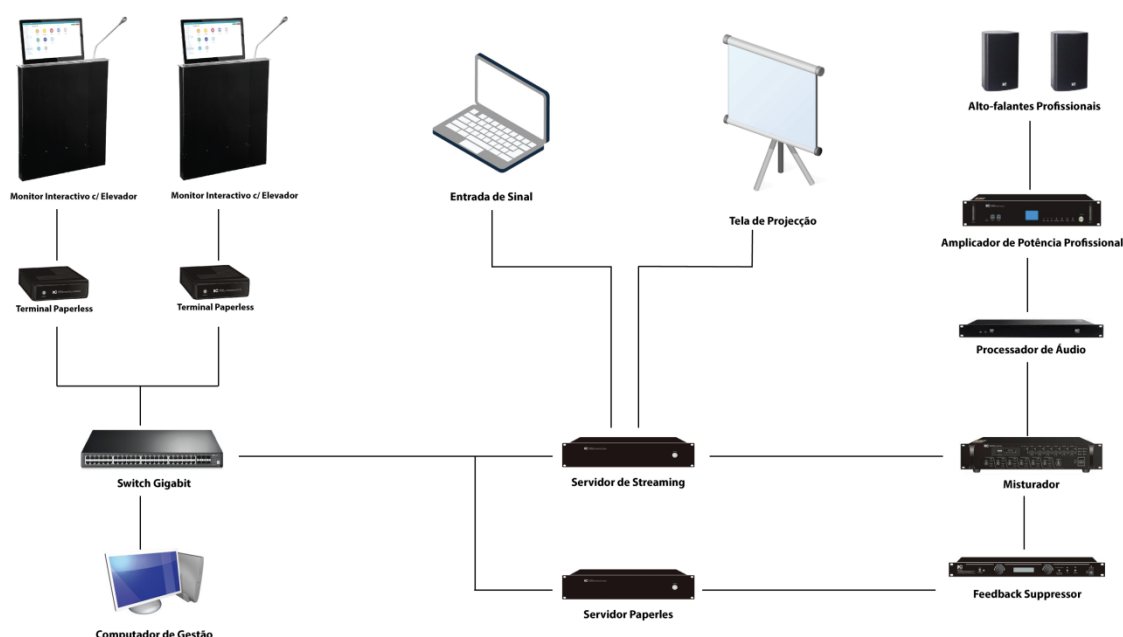 Monitor Interactivo c/ Elevador
Monitor Interactivo c/ Elevador
Entrada de Sinal
Tela de Projecção
Alto-falantes Profissionais
Amplicador de Potência Profissional
Terminal Paperless
Terminal Paperless
Processador de Áudio
Switch Gigabit
Servidor de Streaming
Misturador
Computador de Gestão
Servidor Paperles
Feedback Suppressor